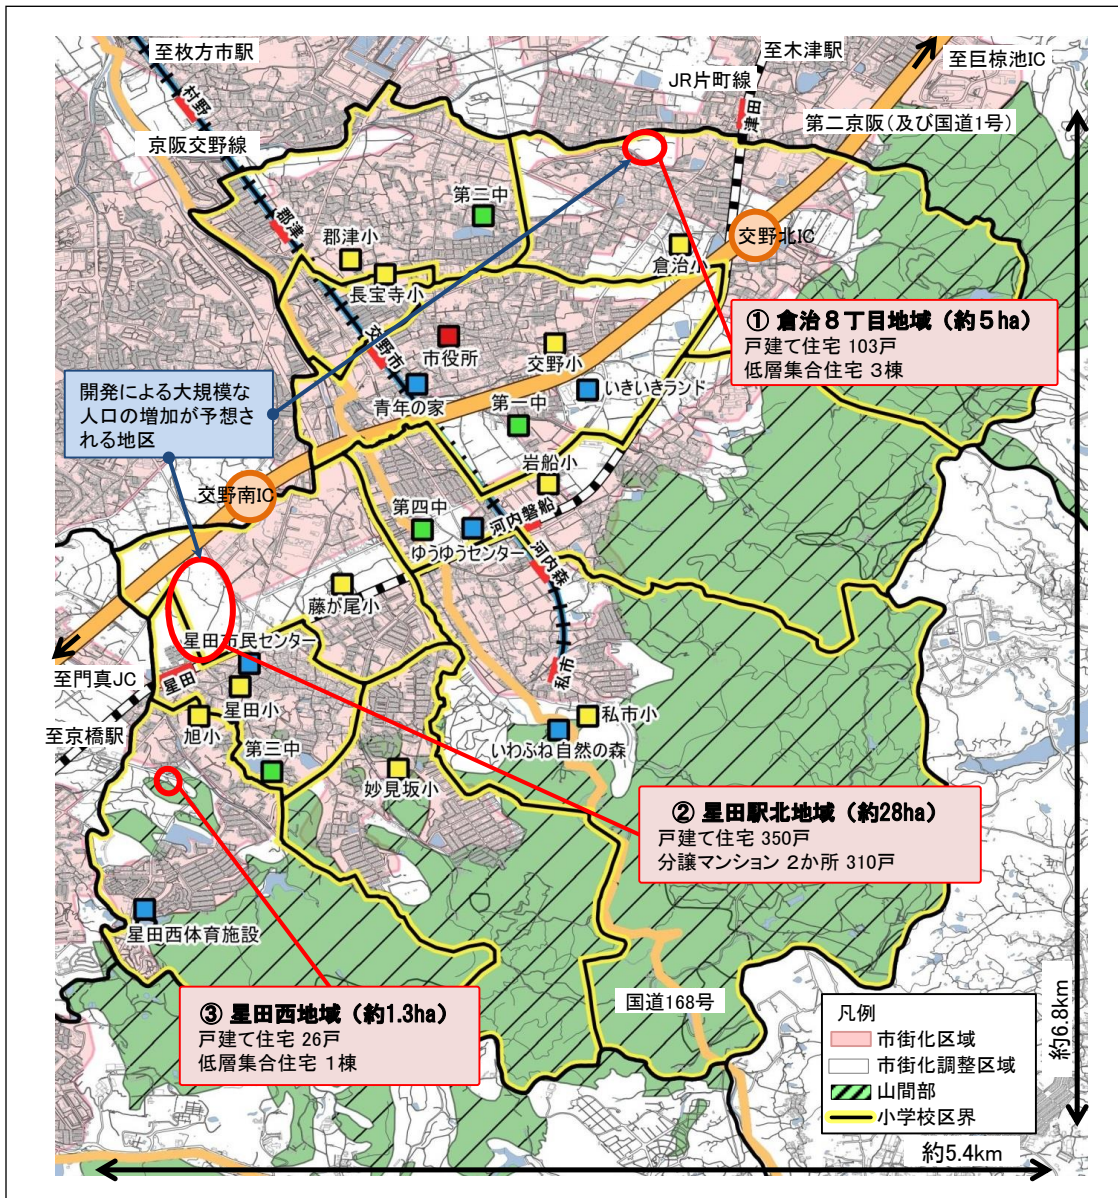 至枚方市駅
至木津駅
至巨椋池IC
JR片町線
村野
津田
第二京阪(及び国道1号)
京阪交野線
第二中
郡津
郡津小
倉治小
交野北IC
長宝寺小
① 倉治8丁目地域(約5ha)
戸建て住宅 103戸
低層集合住宅 3棟
交野市
市役所
交野小
開発による大規模な
人口の増加が予想さ
れる地区
青年の家
いきいきランド
第一中
岩船小
交野南IC
第四中
河内磐船
ゆうゆうセンター
河内森
藤が尾小
星田市民センター
至門真JC
星田
私市
星田小
私市小
至京橋駅
旭小
いわふね自然の森
第三中
妙見坂小
② 星田駅北地域(約28ha)
戸建て住宅 350戸
分譲マンション 2か所 310戸
星田西体育施設
③ 星田西地域(約1.3ha)
戸建て住宅 26戸
低層集合住宅 1棟
国道168号
凡例
市街化区域
市街化調整区域
山間部
小学校区界
約6.8km
約5.4km